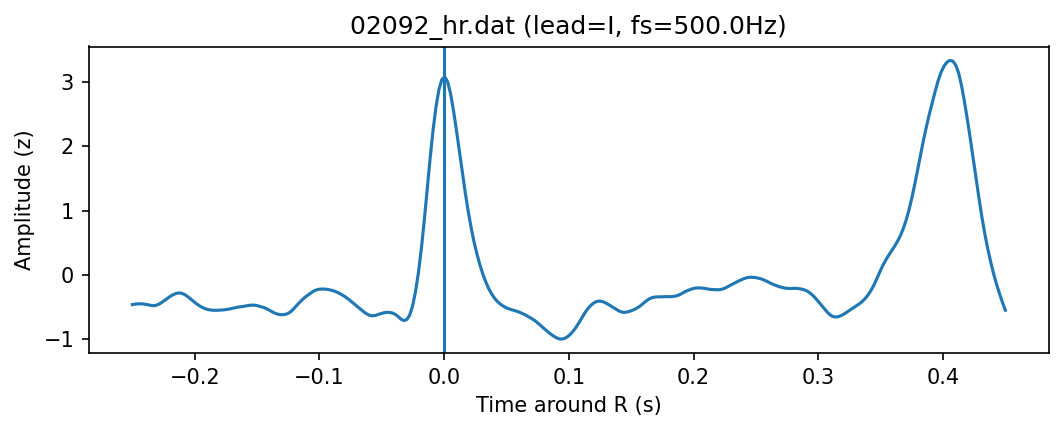 02092_hr.dat (lead=I, fs=500.0Hz)
Amplitude (z)
3
2
1
0
−1
−0.2 −0.1 0.0 0.1 0.2 0.3 0.4
Time around R (s)